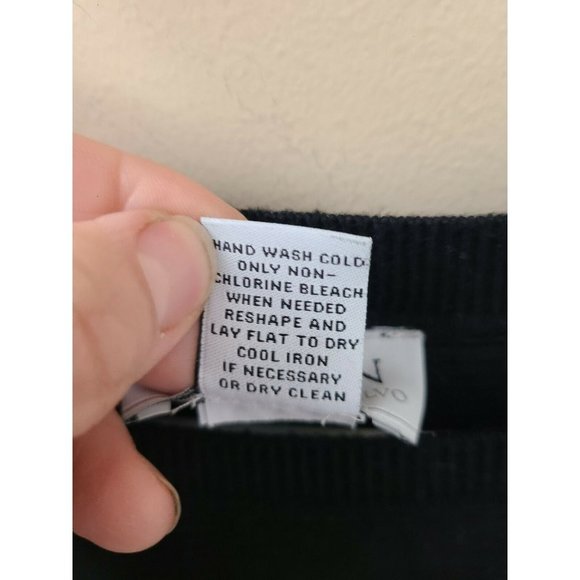 HAND WASH COLD
ONLY NON-
CHLORINE BLEACH
WHEN NEEDED
RESHAPE AND
LAY FLAT TO DRY
COOL IRON
IF NECESSARY
OR DRY CLEAN
V